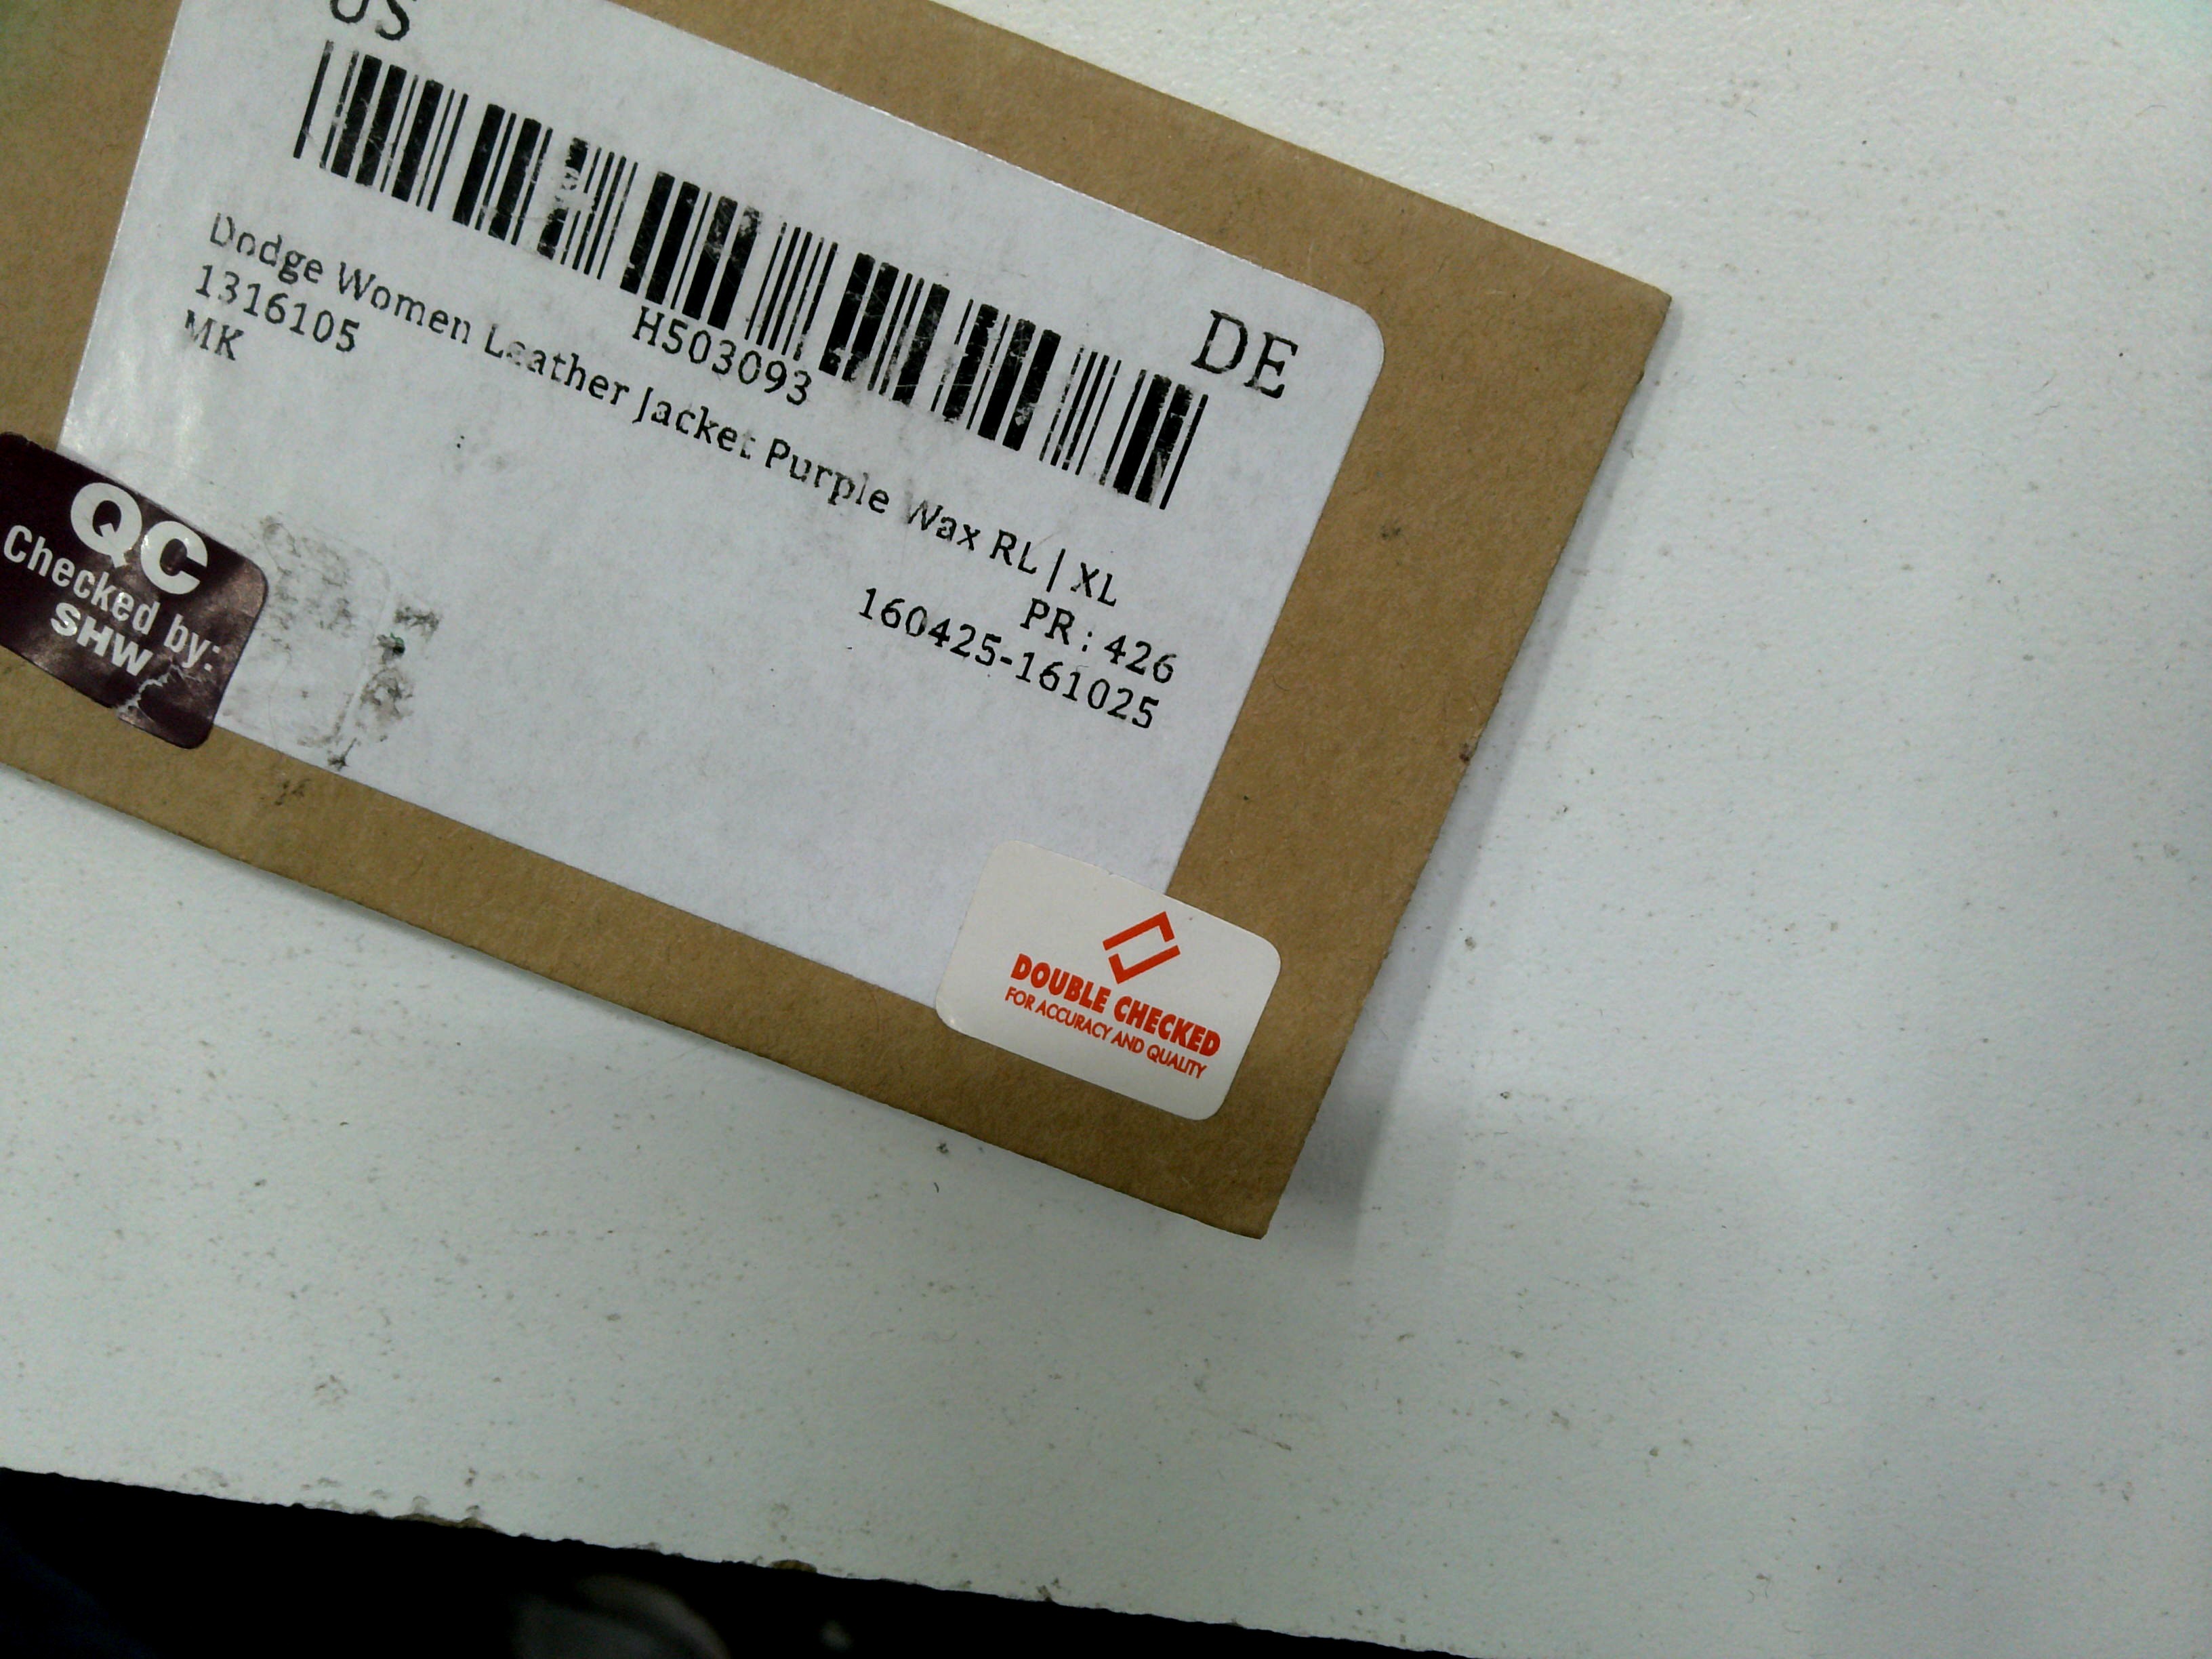 US
DE
H503093
Dodge Women Leather Jacket Purple Wax RL | XL
1316105
PR : 426
MK
160425-161025
QC
Checked by:
SHW
DOUBLE CHECKED
FOR ACCURACY AND QUALITY